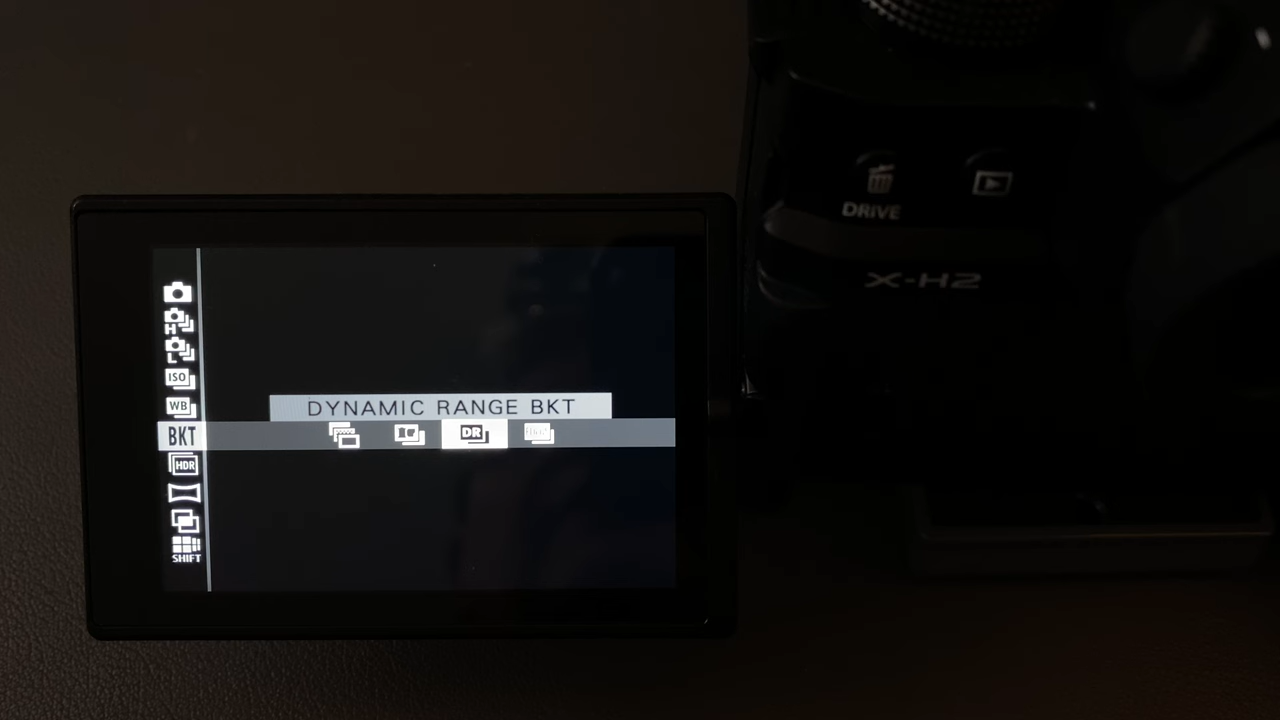 DRIVE
X-H2
H
L
ISO
WB
DYNAMIC RANGE BKT
BKT
DR
HDR
SHIFT